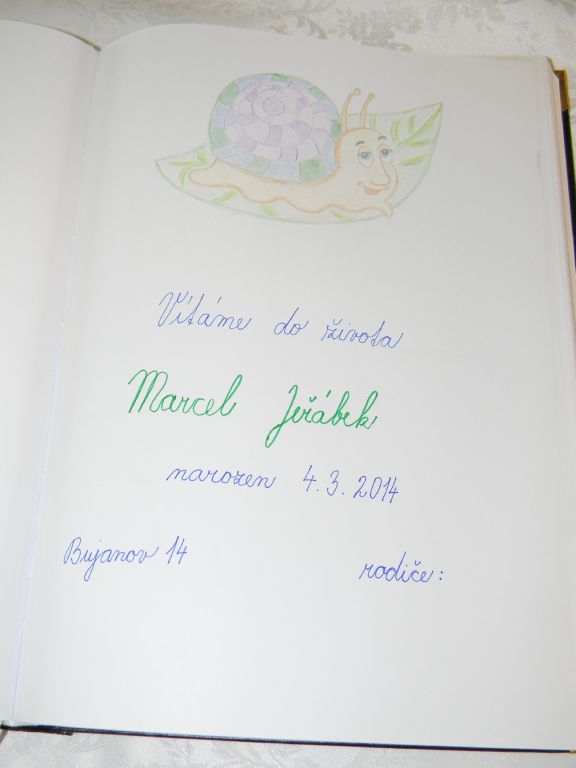 Vítáme do života
Marcel Jeřábek
narozen 4.3.2014
Bujanov 14 rodiče: